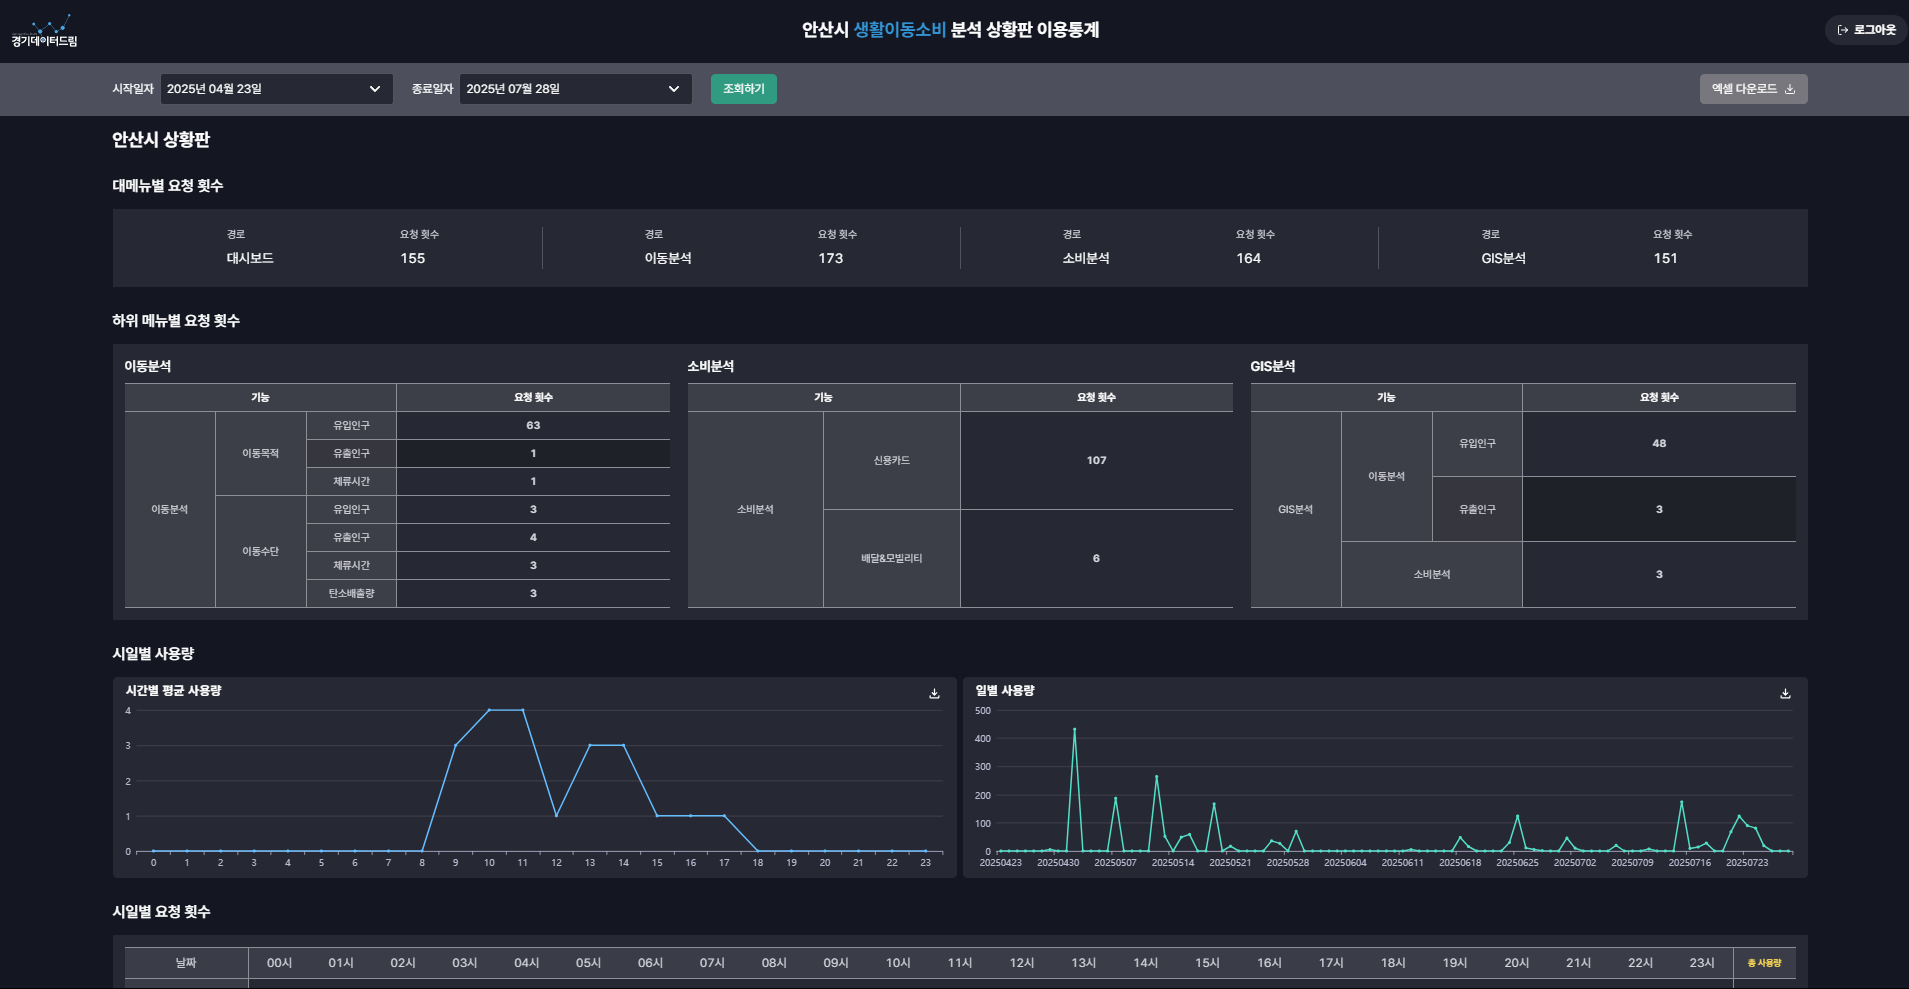 경기데이터드림
안산시 생활이동소비 분석 상황판 이용통계
로그아웃
시작일자 2025년 04월 23일 종료일자 2025년 07월 28일 조회하기 엑셀 다운로드
안산시 상황판
대메뉴별 요청 횟수
경로 요청 횟수 경로 요청 횟수 경로 요청 횟수 경로 요청 횟수
대시보드 155 이동분석 173 소비분석 164 GIS분석 151
하위 메뉴별 요청 횟수
이동분석
기능 요청 횟수
이동분석
이동목적
유입인구 63
유출인구 1
체류시간 1
이동수단
유입인구 3
유출인구 4
체류시간 3
탄소배출량 3
소비분석
기능 요청 횟수
소비분석
신용카드 107
배달&모빌리티 6
GIS분석
기능 요청 횟수
GIS분석
이동분석
유입인구 48
유출인구 3
소비분석 3
시일별 사용량
시간별 평균 사용량
4
3
2
1
0
0 1 2 3 4 5 6 7 8 9 10 11 12 13 14 15 16 17 18 19 20 21 22 23
일별 사용량
500
400
300
200
100
0
20250423 20250430 20250507 20250514 20250521 20250528 20250604 20250611 20250618 20250625 20250702 20250709 20250716 20250723
시일별 요청 횟수
날짜 00시 01시 02시 03시 04시 05시 06시 07시 08시 09시 10시 11시 12시 13시 14시 15시 16시 17시 18시 19시 20시 21시 22시 23시 총 사용량